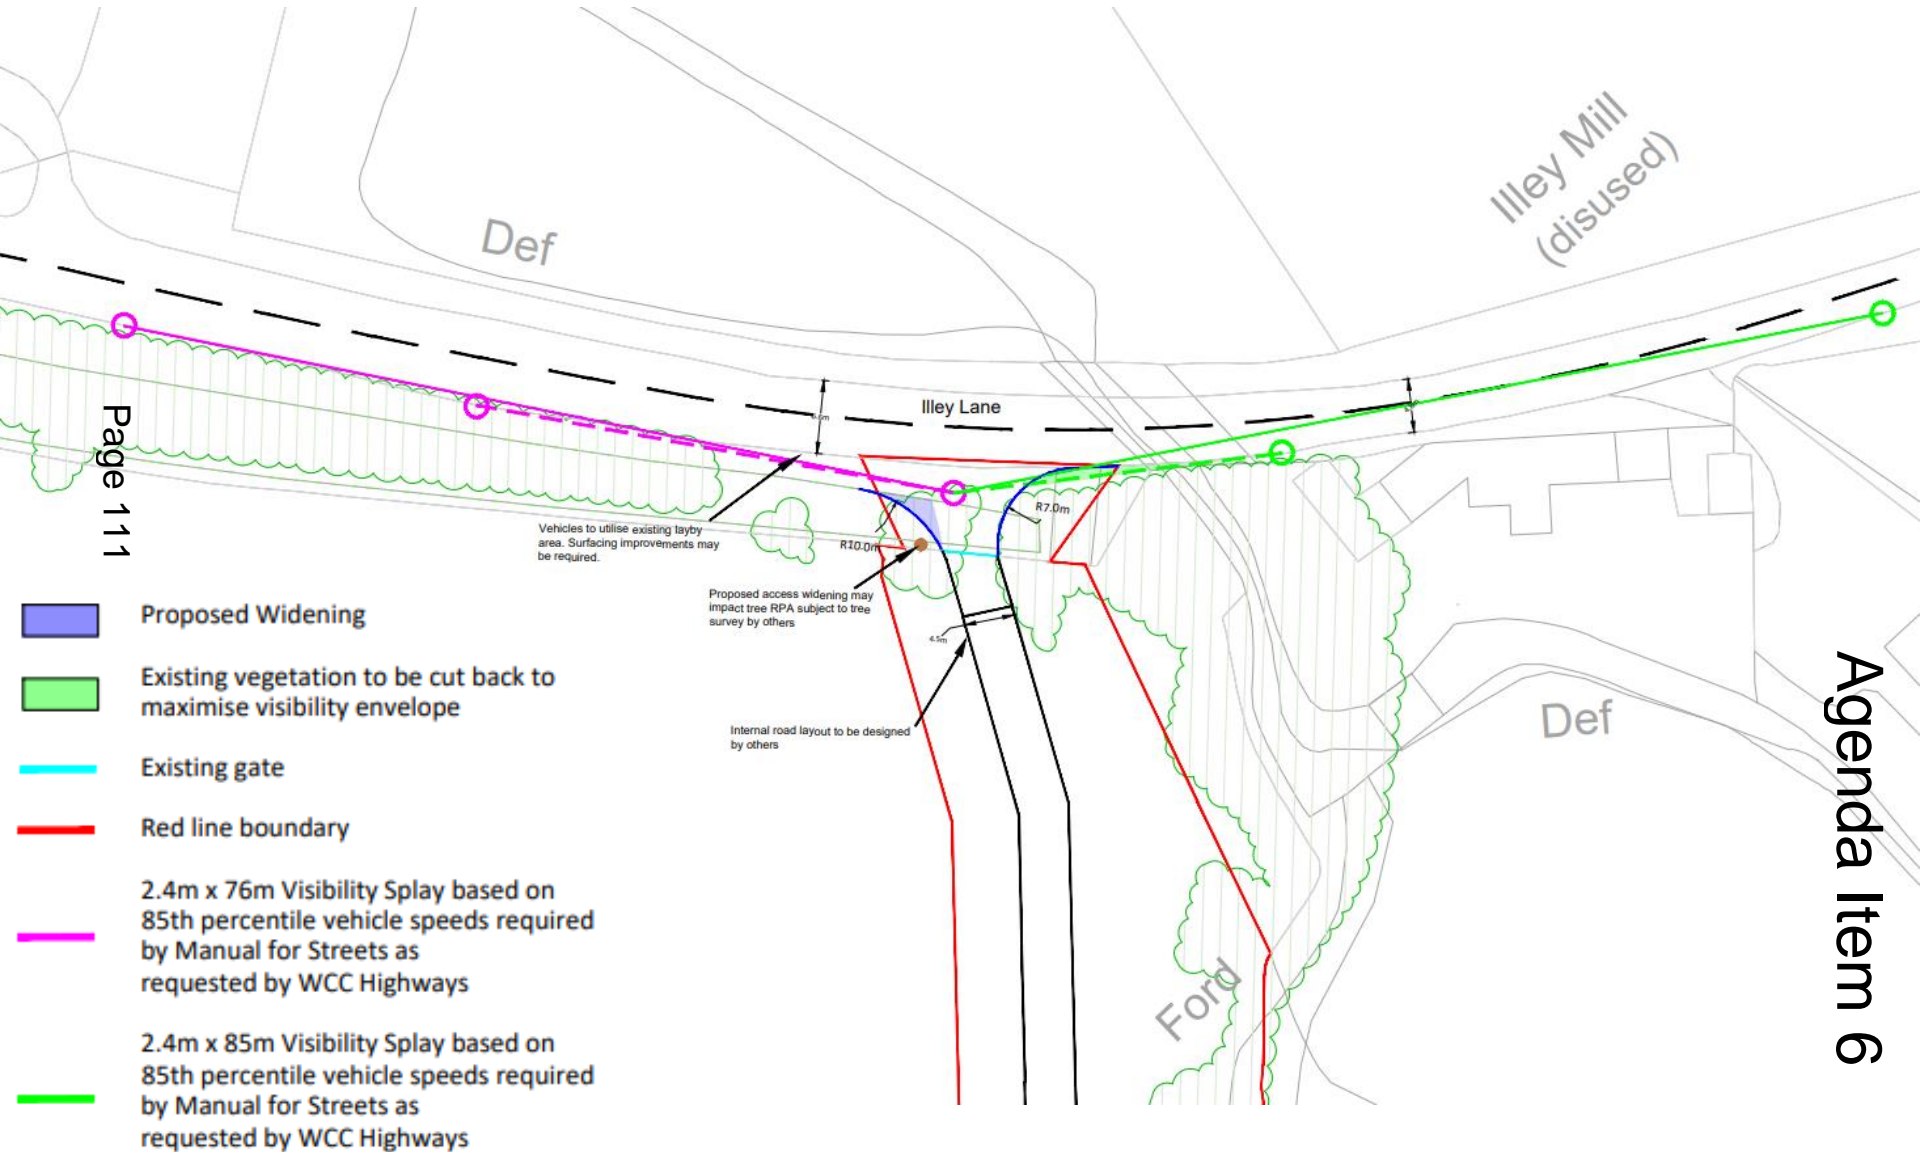 Illey Mill
(disused)
Def
Illey Lane
R7.0m
Vehicles to utilise existing layby
area. Surfacing improvements may
be required.
R10.0m
Proposed access widening may
impact tree RPA subject to tree
survey by others
4.5m
Internal road layout to be designed
by others
Def
Ford
Page 111
Agenda Item 6
Proposed Widening
Existing vegetation to be cut back to
maximise visibility envelope
Existing gate
Red line boundary
2.4m x 76m Visibility Splay based on
85th percentile vehicle speeds required
by Manual for Streets as
requested by WCC Highways
2.4m x 85m Visibility Splay based on
85th percentile vehicle speeds required
by Manual for Streets as
requested by WCC Highways